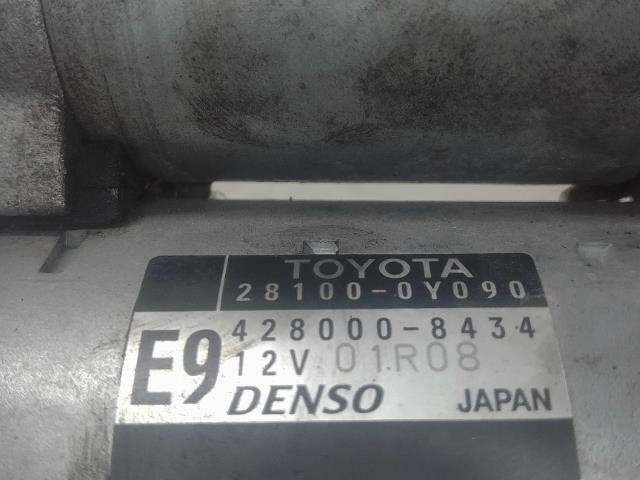 TOYOTA
28100-0Y090
E9
428000-8434
12V 01R08
DENSO JAPAN